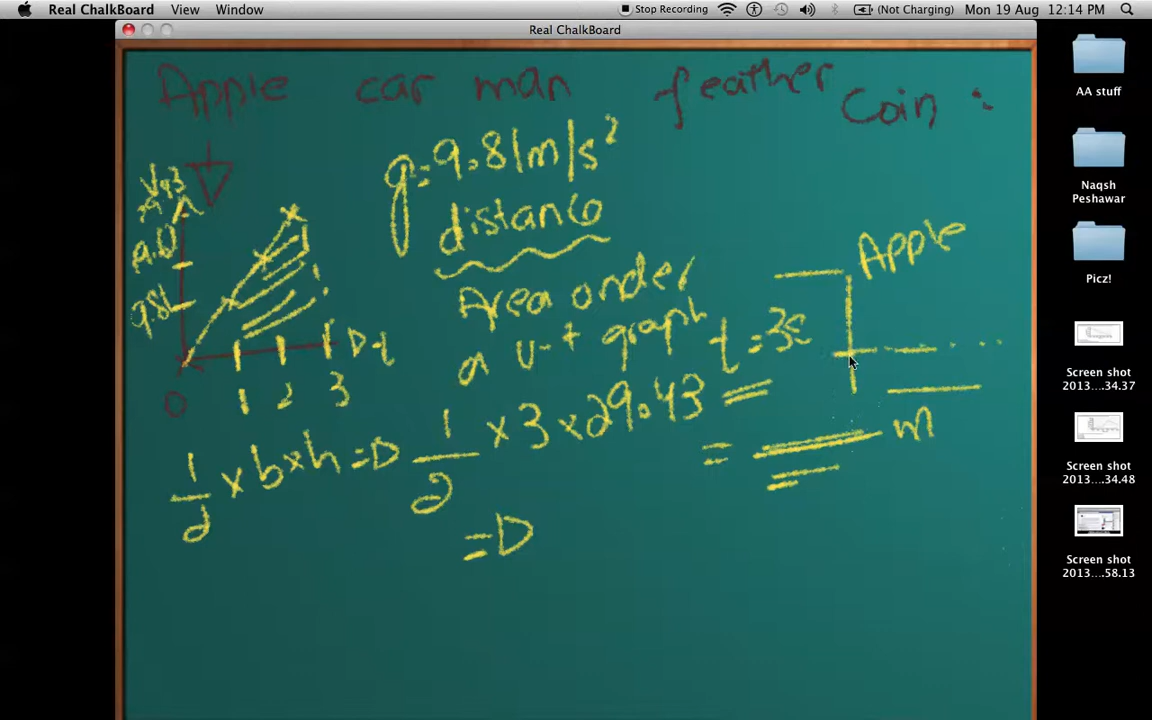 Real ChalkBoard View Window Stop Recording (Not Charging) Mon 19 Aug 12:14 PM
Real ChalkBoard
Apple car man feather Coin :
g=9.81m/s²
distance
Area under
a v-t graph
t=3s
Apple
9.81
0
1 2 3
t
1/2 × b×h =D
1/2 × 3 × 29.43 =
= m
=D
AA stuff
Naqsh
Peshawar
Picz!
Screen shot
2013....34.37
Screen shot
2013....34.48
Screen shot
2013....58.13